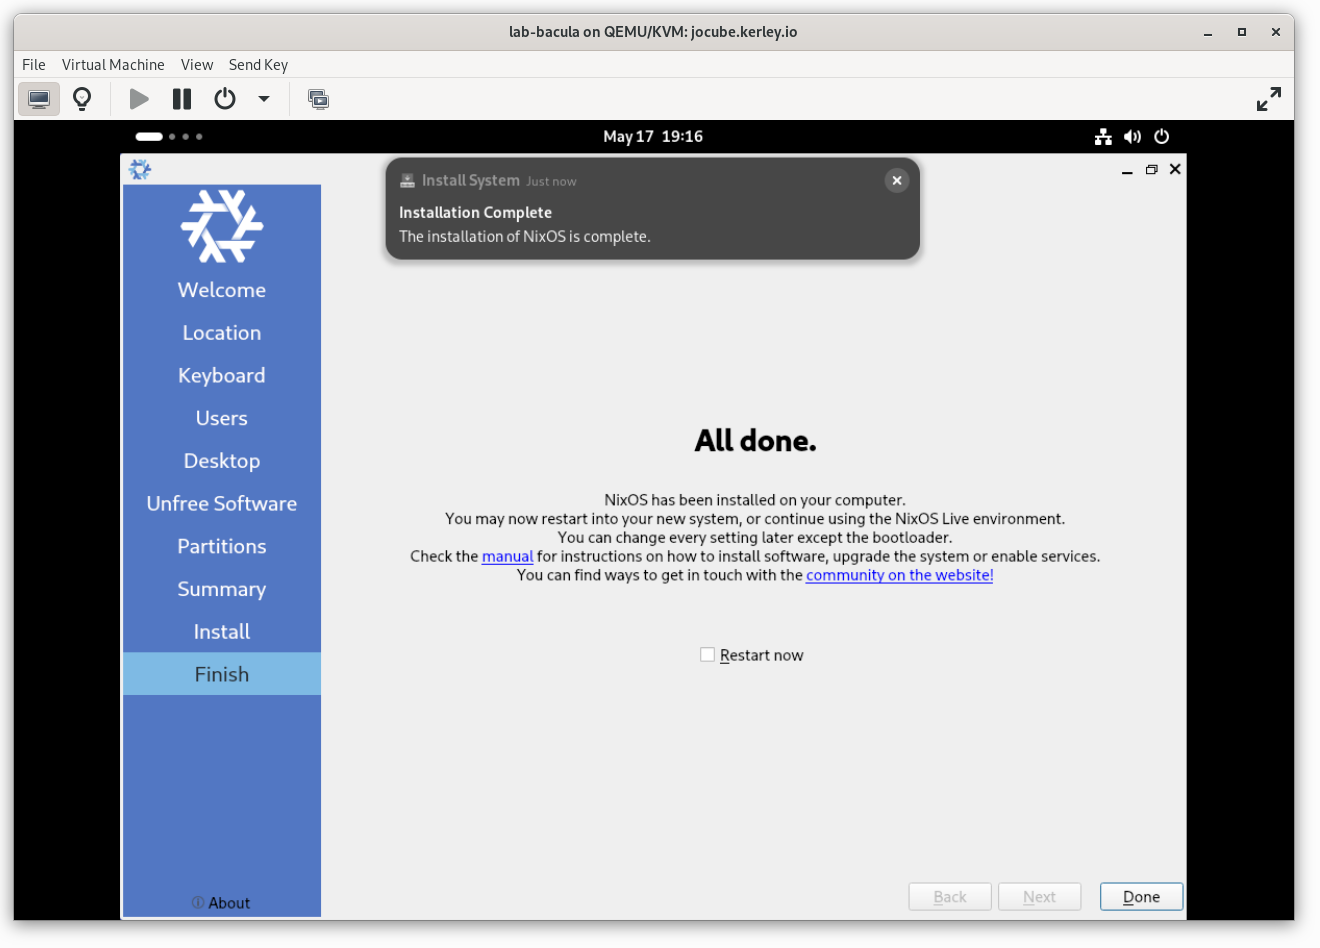 lab-bacula on QEMU/KVM: jocube.kerley.io
File Virtual Machine View Send Key
May 17 19:16
Install System Just now
Installation Complete
The installation of NixOS is complete.
Welcome
Location
Keyboard
Users
Desktop
Unfree Software
Partitions
Summary
Install
Finish
About
All done.
NixOS has been installed on your computer.
You may now restart into your new system, or continue using the NixOS Live environment.
You can change every setting later except the bootloader.
Check the manual for instructions on how to install software, upgrade the system or enable services.
You can find ways to get in touch with the community on the website!
Restart now
Back Next Done